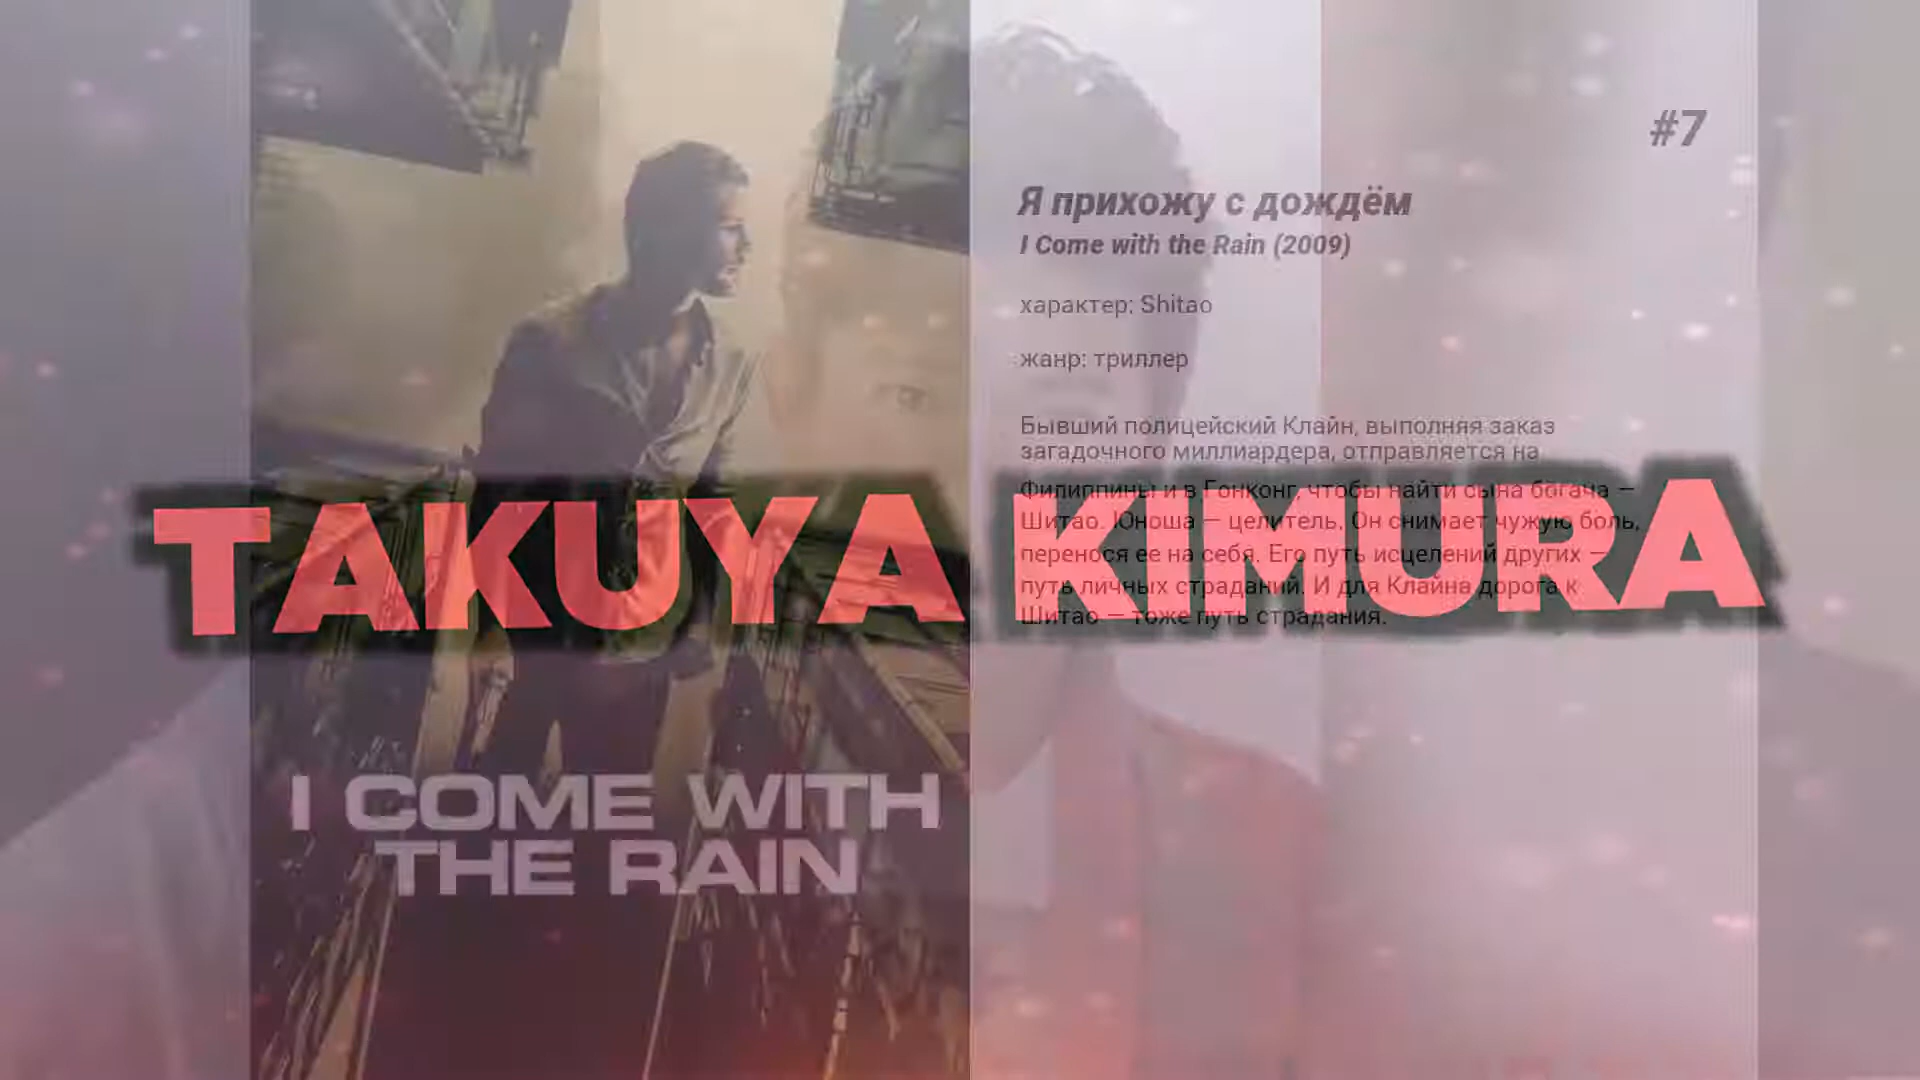 #7
Я прихожу с дождём
I Come with the Rain (2009)
характер: Shitao
жанр: триллер
Бывший полицейский Клайн, выполняя заказ
загадочного миллиардера, отправляется на
Филиппины и в Гонконг, чтобы найти сына богача —
Шитао. Юноша — целитель. Он снимает чужую боль,
перенося ее на себя. Его путь исцелений других —
путь личных страданий. И для Клайна дорога к
Шитао — тоже путь страдания.
TAKUYA KIMURA
I COME WITH
THE RAIN